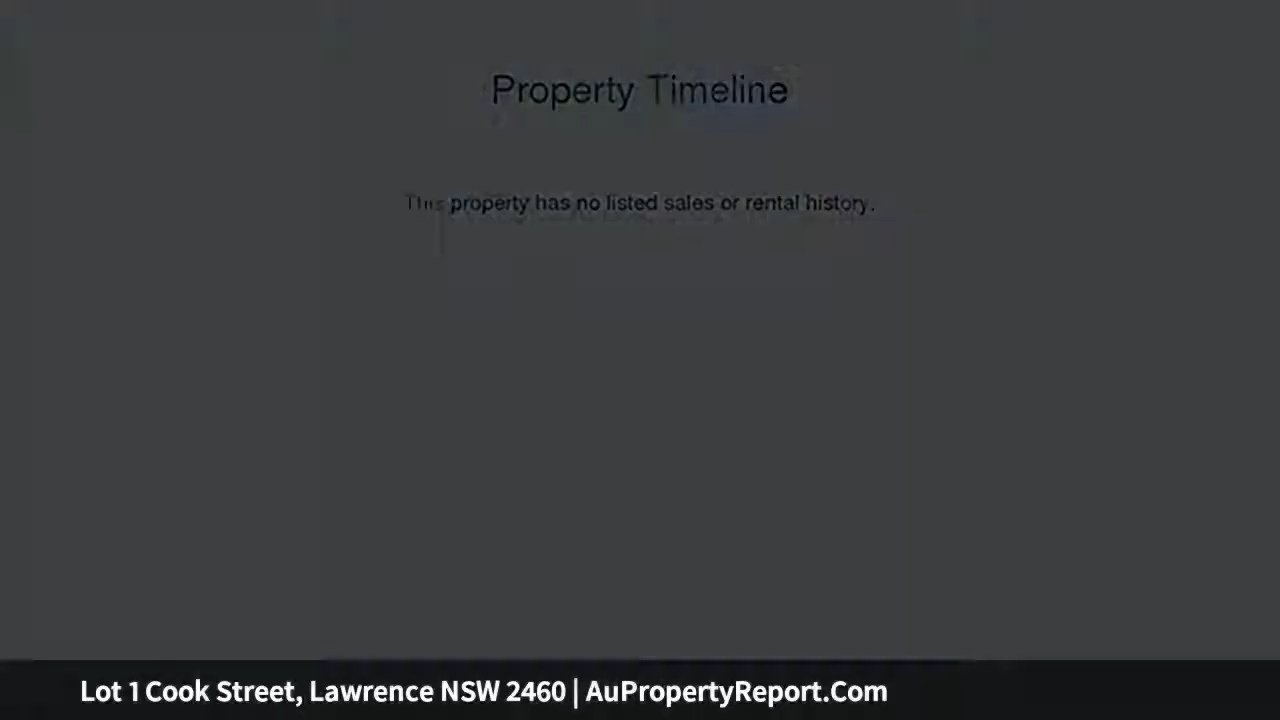 Property Timeline
This property has no listed sales or rental history.
Lot 1 Cook Street, Lawrence NSW 2460 | AuPropertyReport.Com